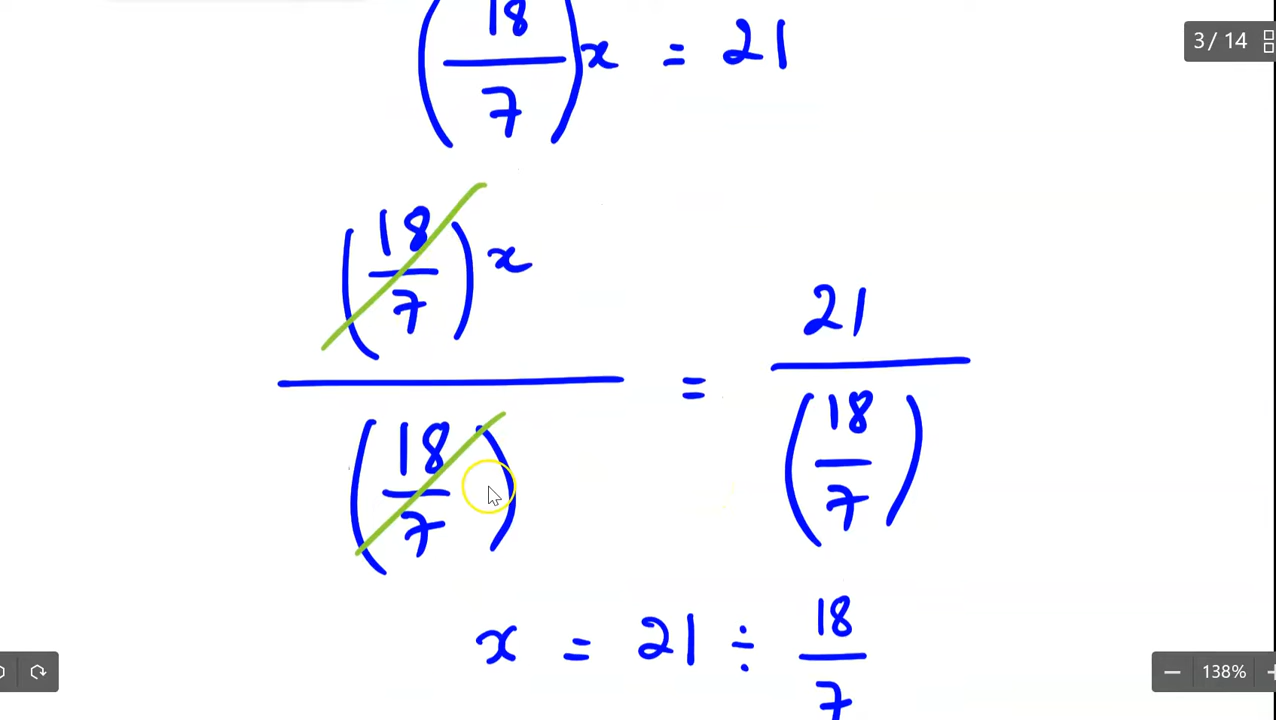 (18/7)x = 21
3 / 14
(18/7)x / (18/7) = 21 / (18/7)
x = 21 ÷ 18/7
138%